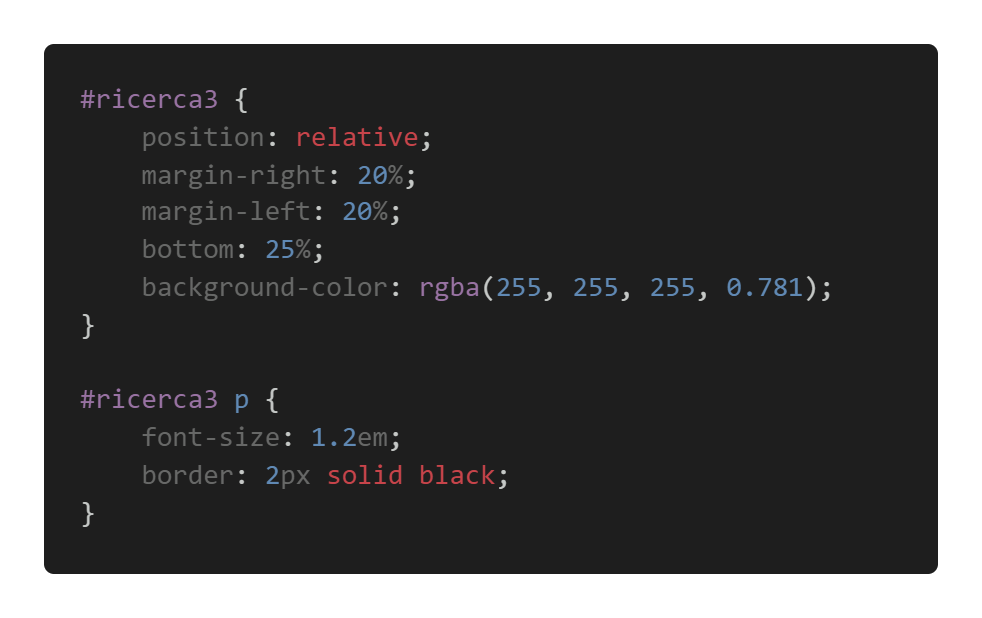 #ricerca3 {
    position: relative;
    margin-right: 20%;
    margin-left: 20%;
    bottom: 25%;
    background-color: rgba(255, 255, 255, 0.781);
}

#ricerca3 p {
    font-size: 1.2em;
    border: 2px solid black;
}